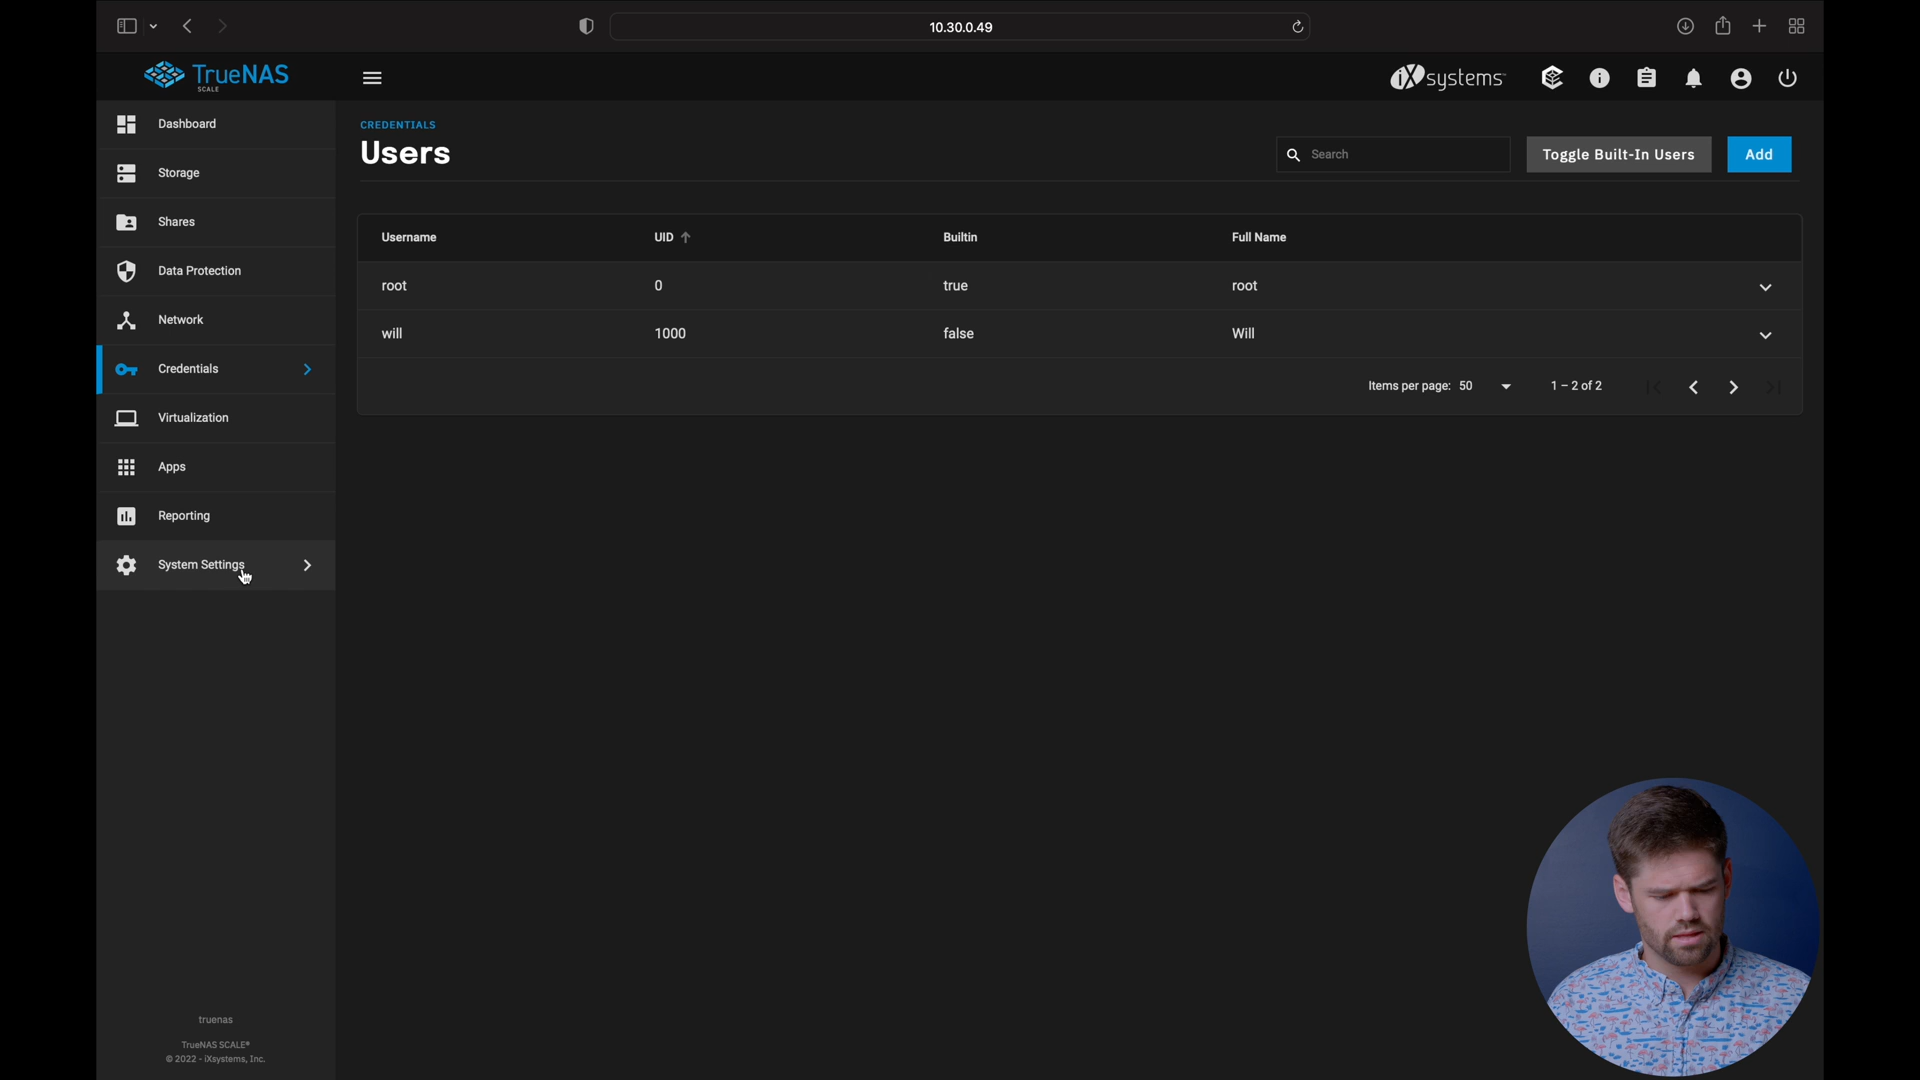 10.30.0.49
TrueNAS
SCALE
iXsystems
Dashboard
Storage
Shares
Data Protection
Network
Credentials
Virtualization
Apps
Reporting
System Settings
truenas
TrueNAS SCALE®
© 2022 - iXsystems, Inc.
CREDENTIALS
Users
Search
Toggle Built-In Users
Add
Username UID Builtin Full Name
root 0 true root
will 1000 false Will
Items per page: 50 1 – 2 of 2